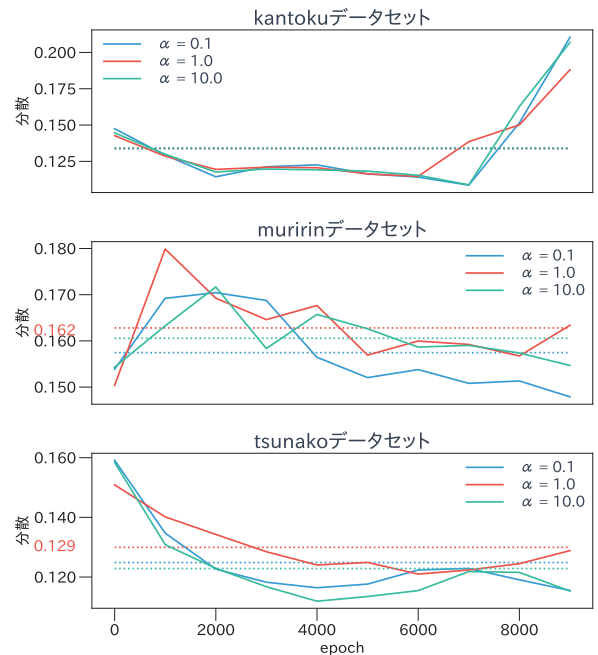 kantokuデータセット
0.200
0.175
0.150
0.125
分散
α = 0.1
α = 1.0
α = 10.0
muririnデータセット
0.180
0.170
0.162
0.160
0.150
分散
α = 0.1
α = 1.0
α = 10.0
tsunakoデータセット
0.160
0.140
0.129
0.120
分散
α = 0.1
α = 1.0
α = 10.0
0 2000 4000 6000 8000
epoch